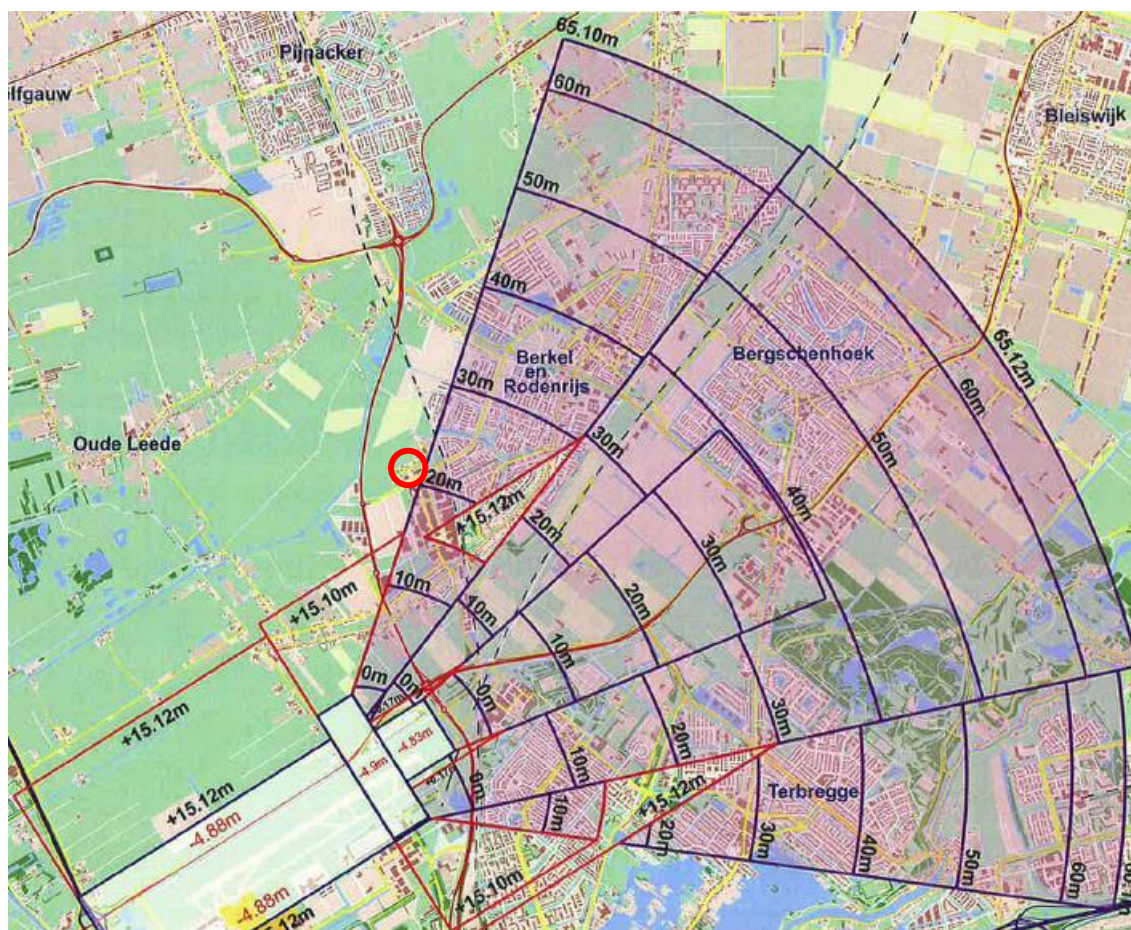 65.10m
Pijnacker
60m
lfgauw
Bleiswijk
50m
40m
65.12m
Berkel
en
Rodenrijs
Bergschenhoek
30m
60m
Oude Leede
30m
50m
20m
+15.12m
40m
20m
30m
10m
20m
+15.10m
10m
10m
0m
0m
0m
30m
+15.12m
-4.83m
20m
-4.9m
10m
0m
+15.12m
+15.12m
Terbregge
10m
-4.88m
20m
30m
40m
50m
60m
+15.10m
-4.88m